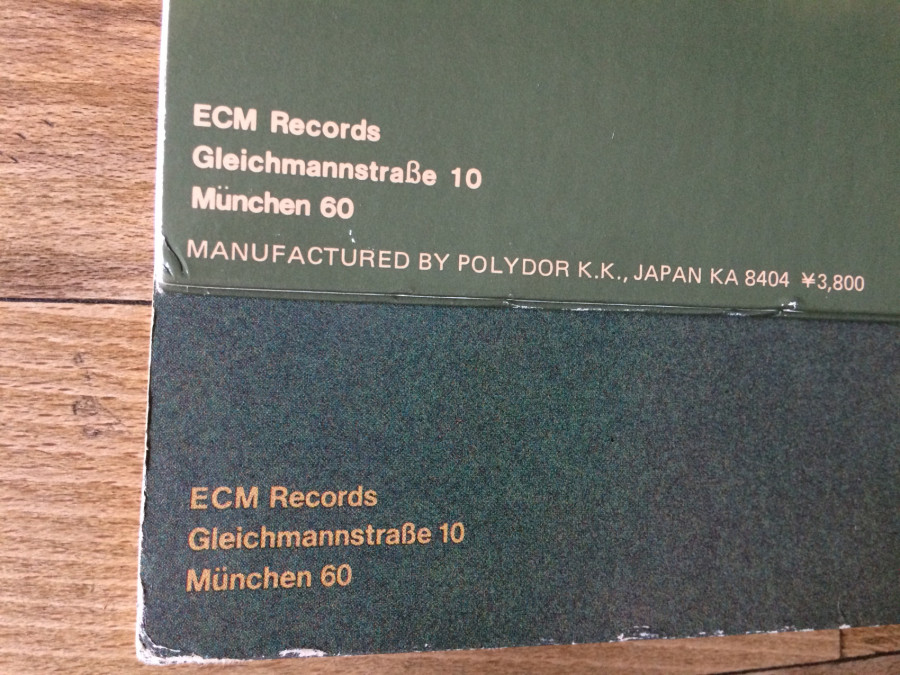 ECM Records
Gleichmannstraße 10
München 60
MANUFACTURED BY POLYDOR K.K., JAPAN KA 8404 ¥3,800
ECM Records
Gleichmannstraße 10
München 60